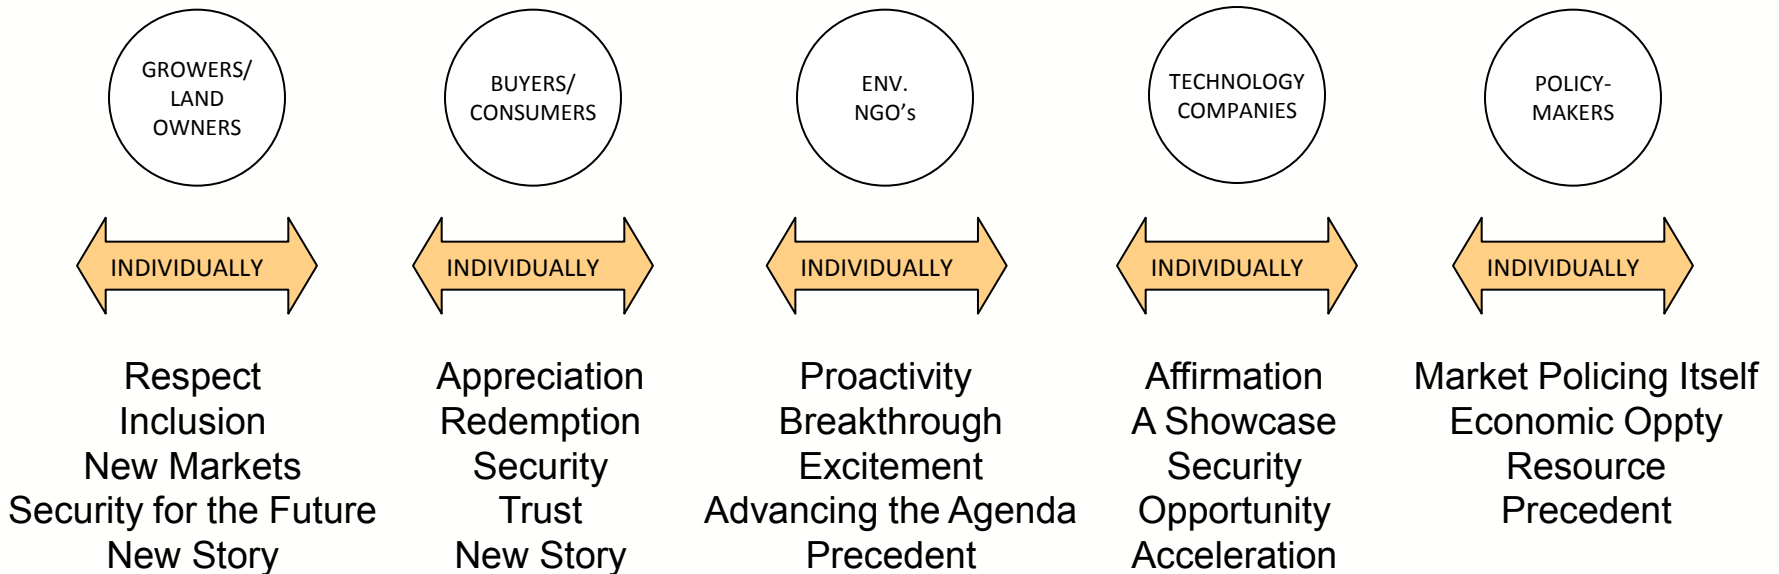 GROWERS/
LAND
OWNERS
BUYERS/
CONSUMERS
ENV.
NGO’s
TECHNOLOGY
COMPANIES
POLICY-
MAKERS
INDIVIDUALLY
INDIVIDUALLY
INDIVIDUALLY
INDIVIDUALLY
INDIVIDUALLY
Respect
Inclusion
New Markets
Security for the Future
New Story
Appreciation
Redemption
Security
Trust
New Story
Proactivity
Breakthrough
Excitement
Advancing the Agenda
Precedent
Affirmation
A Showcase
Security
Opportunity
Acceleration
Market Policing Itself
Economic Oppty
Resource
Precedent